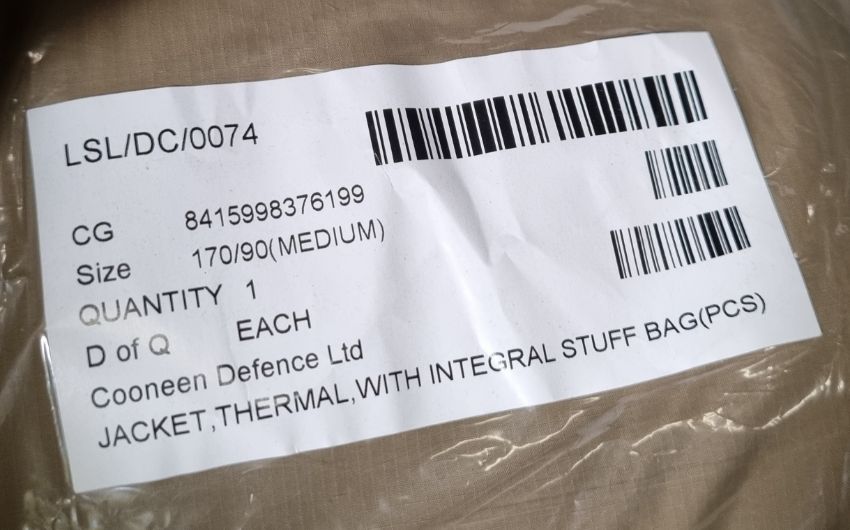 LSL/DC/0074
CG 8415998376199
Size 170/90(MEDIUM)
QUANTITY 1
D of Q EACH
Cooneen Defence Ltd
JACKET,THERMAL,WITH INTEGRAL STUFF BAG(PCS)